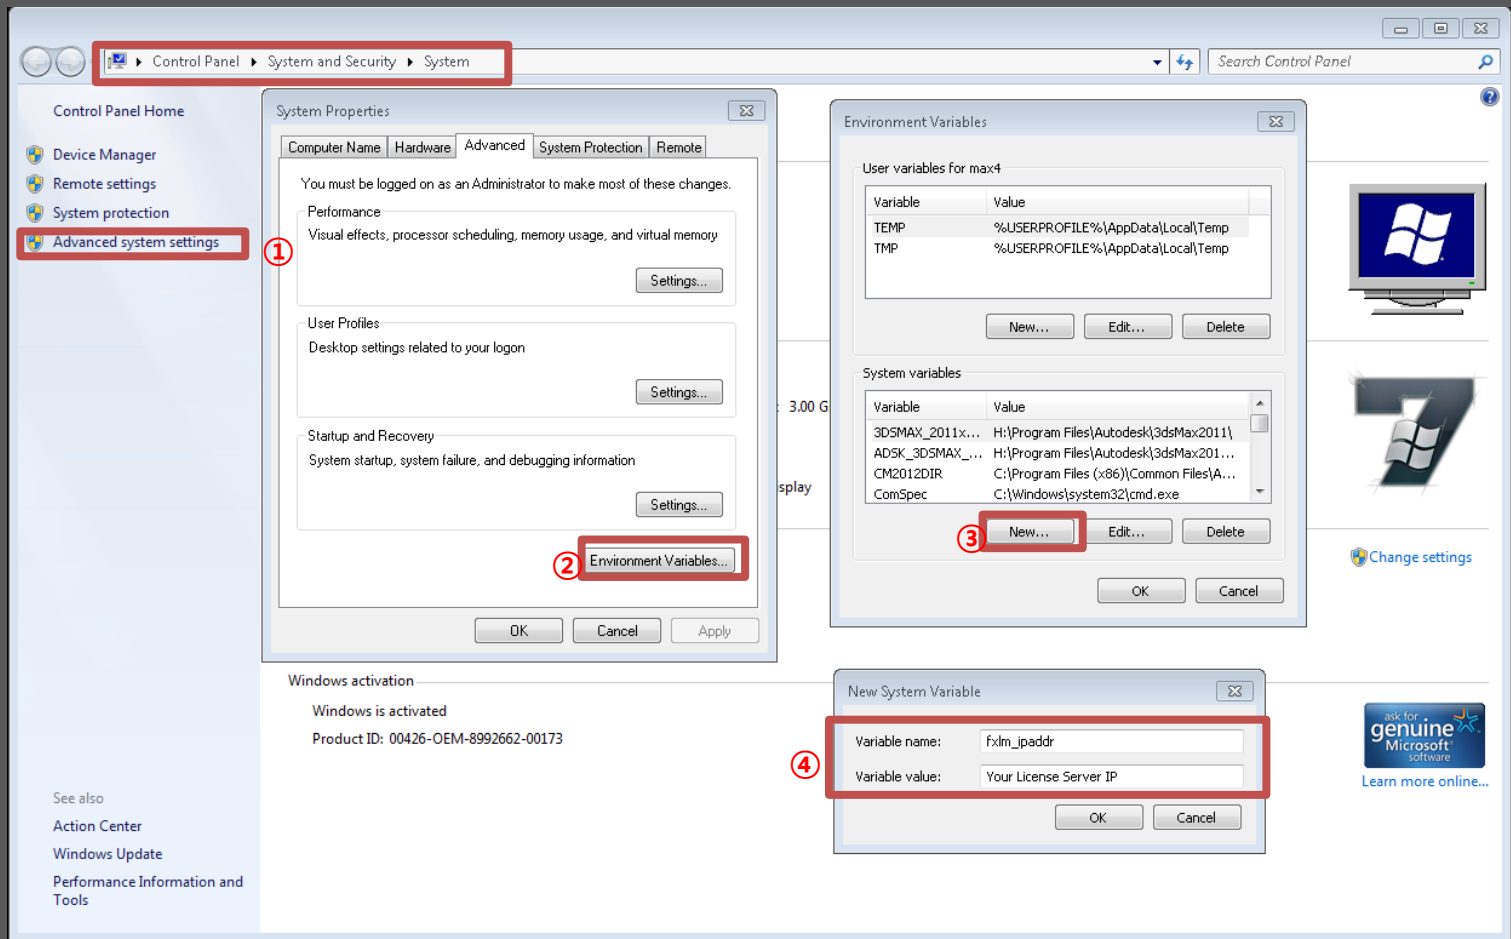 Control Panel ▸ System and Security ▸ System
Search Control Panel
Control Panel Home
Device Manager
Remote settings
System protection
Advanced system settings
See also
Action Center
Windows Update
Performance Information and
Tools
①
System Properties
Computer Name Hardware Advanced System Protection Remote
You must be logged on as an Administrator to make most of these changes.
Performance
Visual effects, processor scheduling, memory usage, and virtual memory
Settings...
User Profiles
Desktop settings related to your logon
Settings...
Startup and Recovery
System startup, system failure, and debugging information
Settings...
② Environment Variables...
OK Cancel Apply
: 3.00 G
isplay
Environment Variables
User variables for max4
Variable Value
TEMP %USERPROFILE%\AppData\Local\Temp
TMP %USERPROFILE%\AppData\Local\Temp
New... Edit... Delete
System variables
Variable Value
3DSMAX_2011x... H:\Program Files\Autodesk\3dsMax2011\
ADSK_3DSMAX_... H:\Program Files\Autodesk\3dsMax201...
CM2012DIR C:\Program Files (x86)\Common Files\A...
ComSpec C:\Windows\system32\cmd.exe
③ New... Edit... Delete
OK Cancel
7
Change settings
Windows activation
Windows is activated
Product ID: 00426-OEM-8992662-00173
New System Variable
④
Variable name: fxlm_ipaddr
Variable value: Your License Server IP
OK Cancel
ask for
genuine
Microsoft
software
Learn more online...